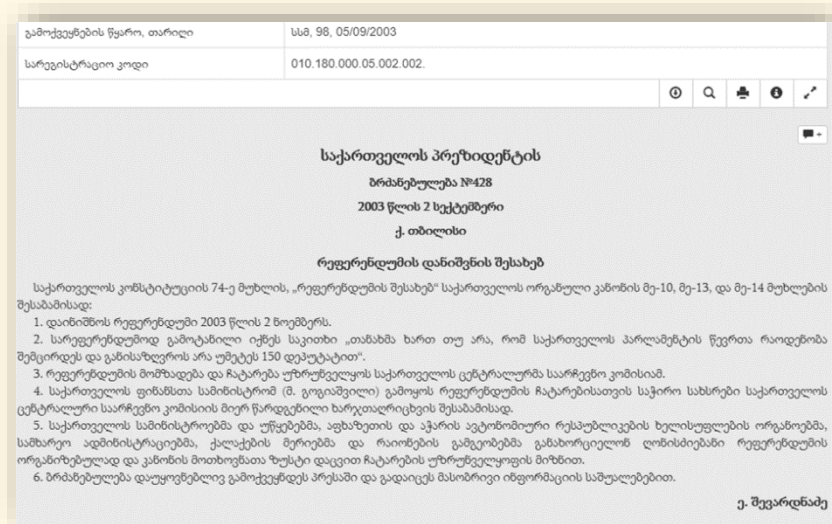 გამოქვეყნების წყარო, თარიღი სსმ, 98, 05/09/2003
სარეგისტრაციო კოდი 010.180.000.05.002.002.
საქართველოს პრეზიდენტის
ბრძანებულება №428
2003 წლის 2 სექტემბერი
ქ. თბილისი
რეფერენდუმის დანიშვნის შესახებ
საქართველოს კონსტიტუციის 74-ე მუხლის, „რეფერენდუმის შესახებ“ საქართველოს ორგანული კანონის მე-10, მე-13, და მე-14 მუხლების
შესაბამისად:
1. დაინიშნოს რეფერენდუმი 2003 წლის 2 ნოემბერს.
2. სარეფერენდუმოდ გამოტანილი იქნეს საკითხი „თანახმა ხართ თუ არა, რომ საქართველოს პარლამენტის წევრთა რაოდენობა
შემცირდეს და განისაზღვროს არა უმეტეს 150 დეპუტატით“.
3. რეფერენდუმის მომზადება და ჩატარება უზრუნველყოს საქართველოს ცენტრალურმა საარჩევნო კომისიამ.
4. საქართველოს ფინანსთა სამინისტრომ (მ. გოგიაშვილი) გამოყოს რეფერენდუმის ჩატარებისათვის საჭირო სახსრები საქართველოს
ცენტრალური საარჩევნო კომისიის მიერ წარდგენილი ხარჯთაღრიცხვის შესაბამისად.
5. საქართველოს სამინისტროებმა და უწყებებმა, აფხაზეთის და აჭარის ავტონომიური რესპუბლიკების ხელისუფლების ორგანოებმა,
სამხარეო ადმინისტრაციებმა, ქალაქების მერიებმა და რაიონების გამგეობებმა განახორციელონ ღონისძიებანი რეფერენდუმის
ორგანიზებულად და კანონის მოთხოვნათა ზუსტი დაცვით ჩატარების უზრუნველყოფის მიზნით.
6. ბრძანებულება დაუყოვნებლივ გამოქვეყნდეს პრესაში და გადაიცეს მასობრივი ინფორმაციის საშუალებებით.
ე. შევარდნაძე